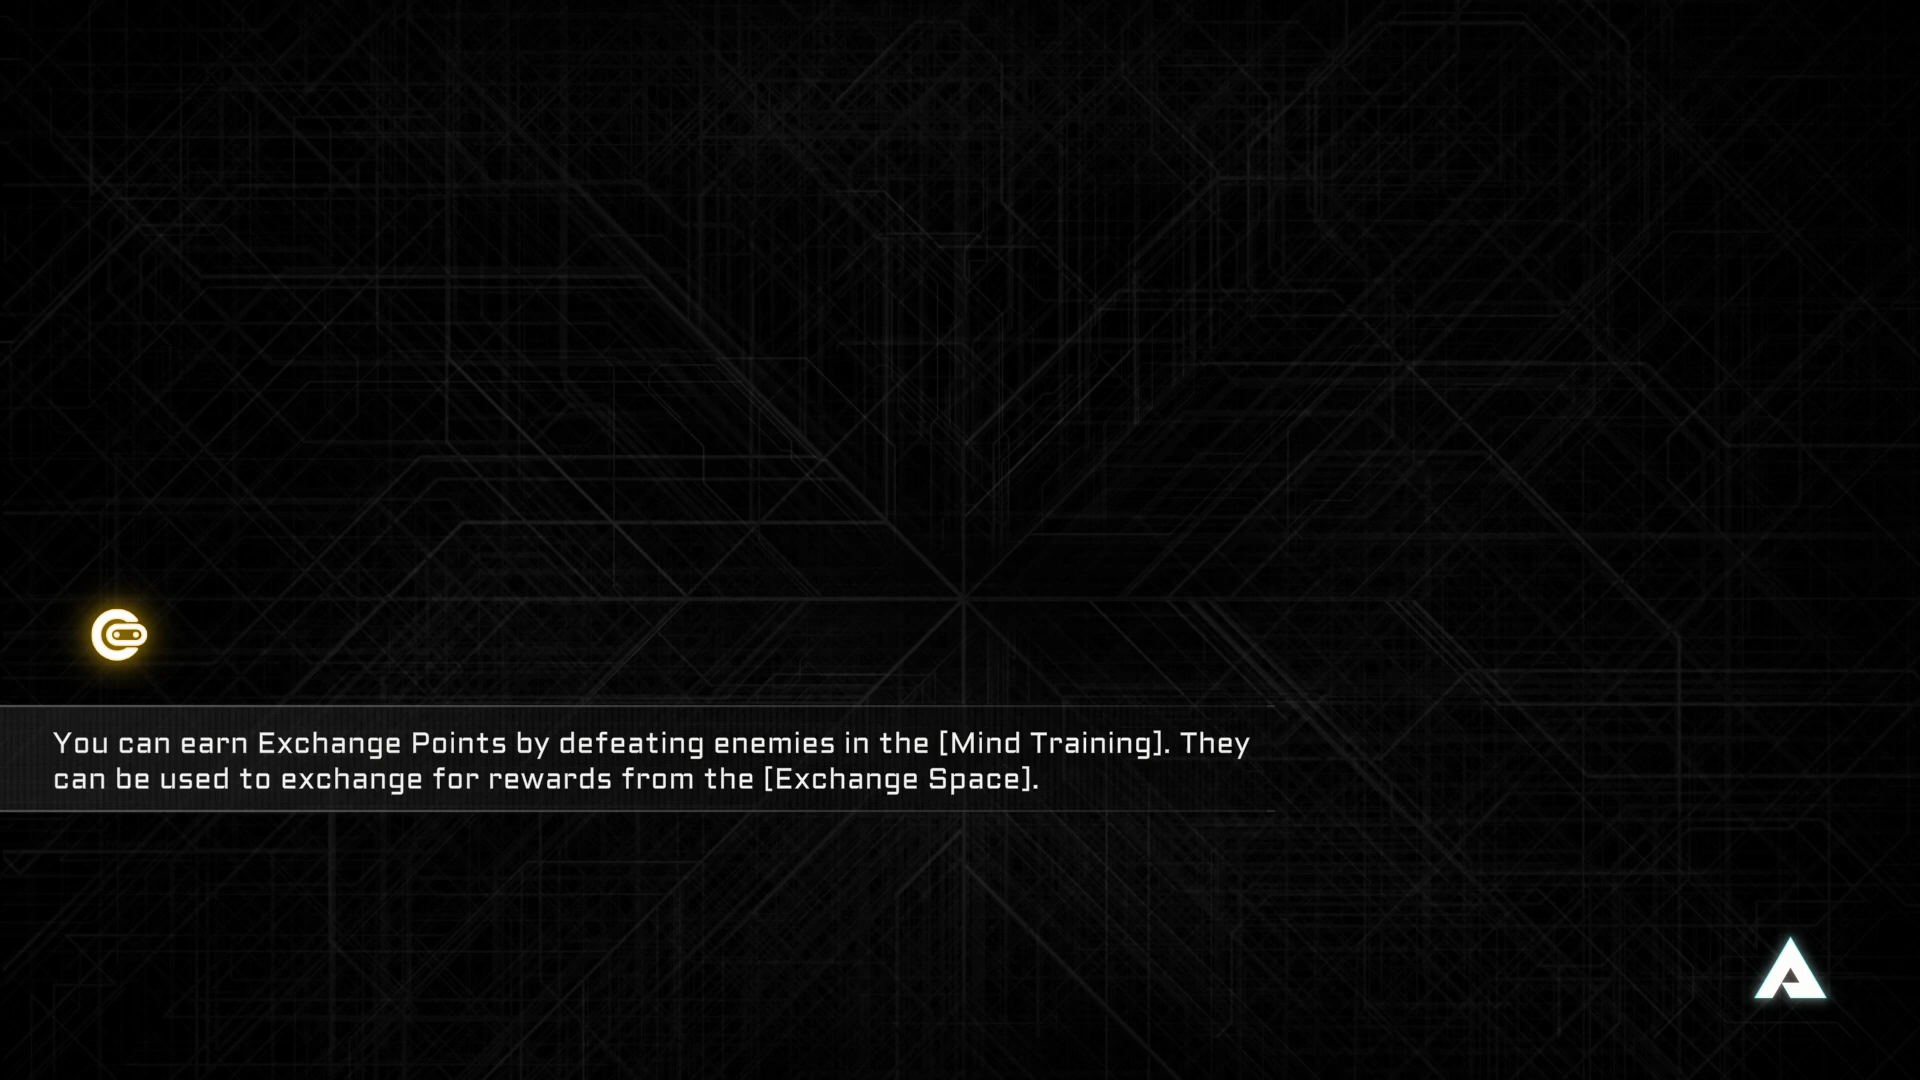 You can earn Exchange Points by defeating enemies in the [Mind Training]. They
can be used to exchange for rewards from the [Exchange Space].